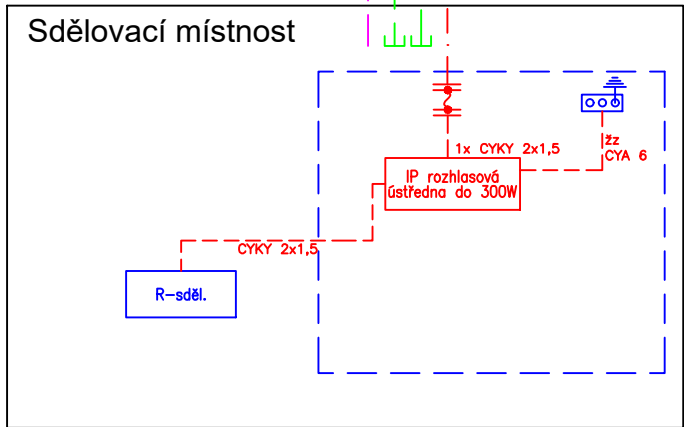 Sdělovací místnost
1x CYKY 2x1,5
žz
CYA 6
IP rozhlasová
ústředna do 300W
CYKY 2x1,5
R-sděl.